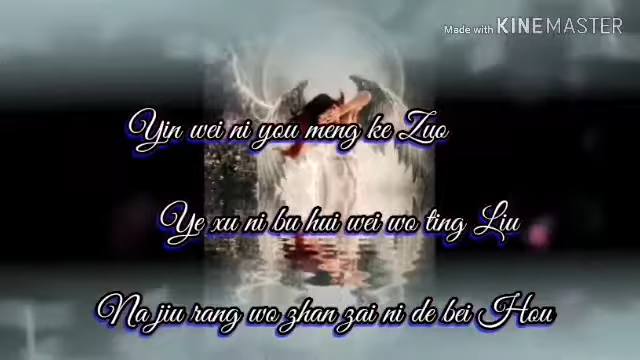 Made with KINEMASTER
Yin wei ni you meng ke Zuo
Ye xu ni bu hui wei wo ting Liu
Na jiu rang wo zhan zai ni de bei Hou